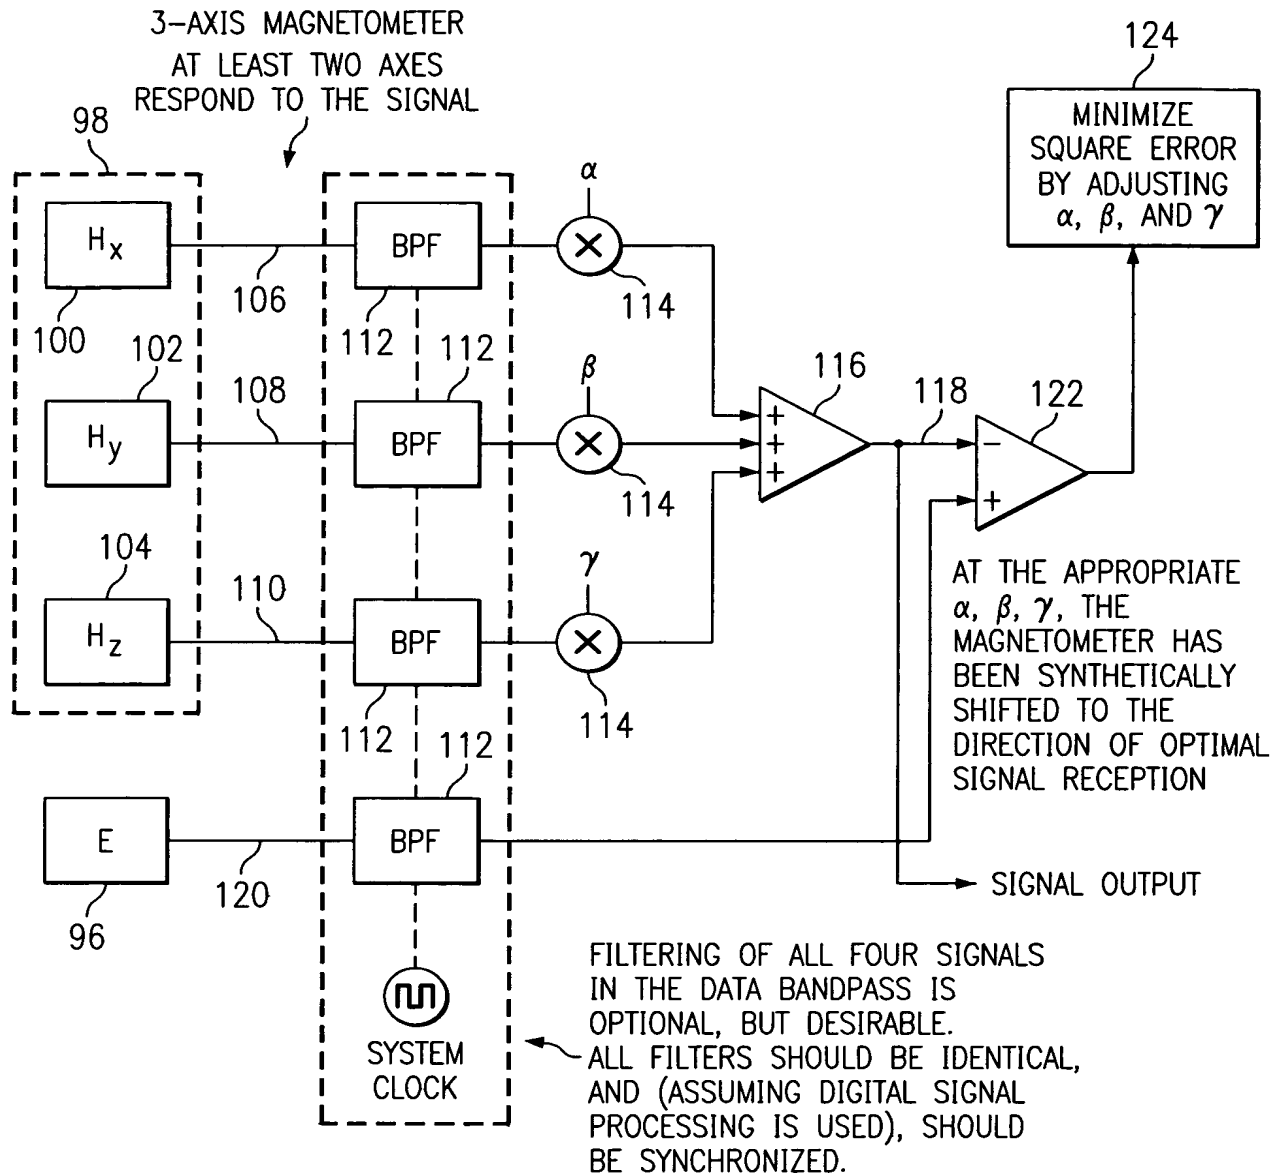 3-AXIS MAGNETOMETER
AT LEAST TWO AXES
RESPOND TO THE SIGNAL
124
MINIMIZE
SQUARE ERROR
BY ADJUSTING
α, β, AND γ
98
α
Hx
BPF
100
106
112
114
102
108
112
β
116
118
122
Hy
BPF
114
+
+
+
−
+
104
110
γ
Hz
BPF
112
114
AT THE APPROPRIATE
α, β, γ, THE
MAGNETOMETER HAS
BEEN SYNTHETICALLY
SHIFTED TO THE
DIRECTION OF OPTIMAL
SIGNAL RECEPTION
112
E
BPF
96
120
SIGNAL OUTPUT
SYSTEM
CLOCK
FILTERING OF ALL FOUR SIGNALS
IN THE DATA BANDPASS IS
OPTIONAL, BUT DESIRABLE.
ALL FILTERS SHOULD BE IDENTICAL,
AND (ASSUMING DIGITAL SIGNAL
PROCESSING IS USED), SHOULD
BE SYNCHRONIZED.